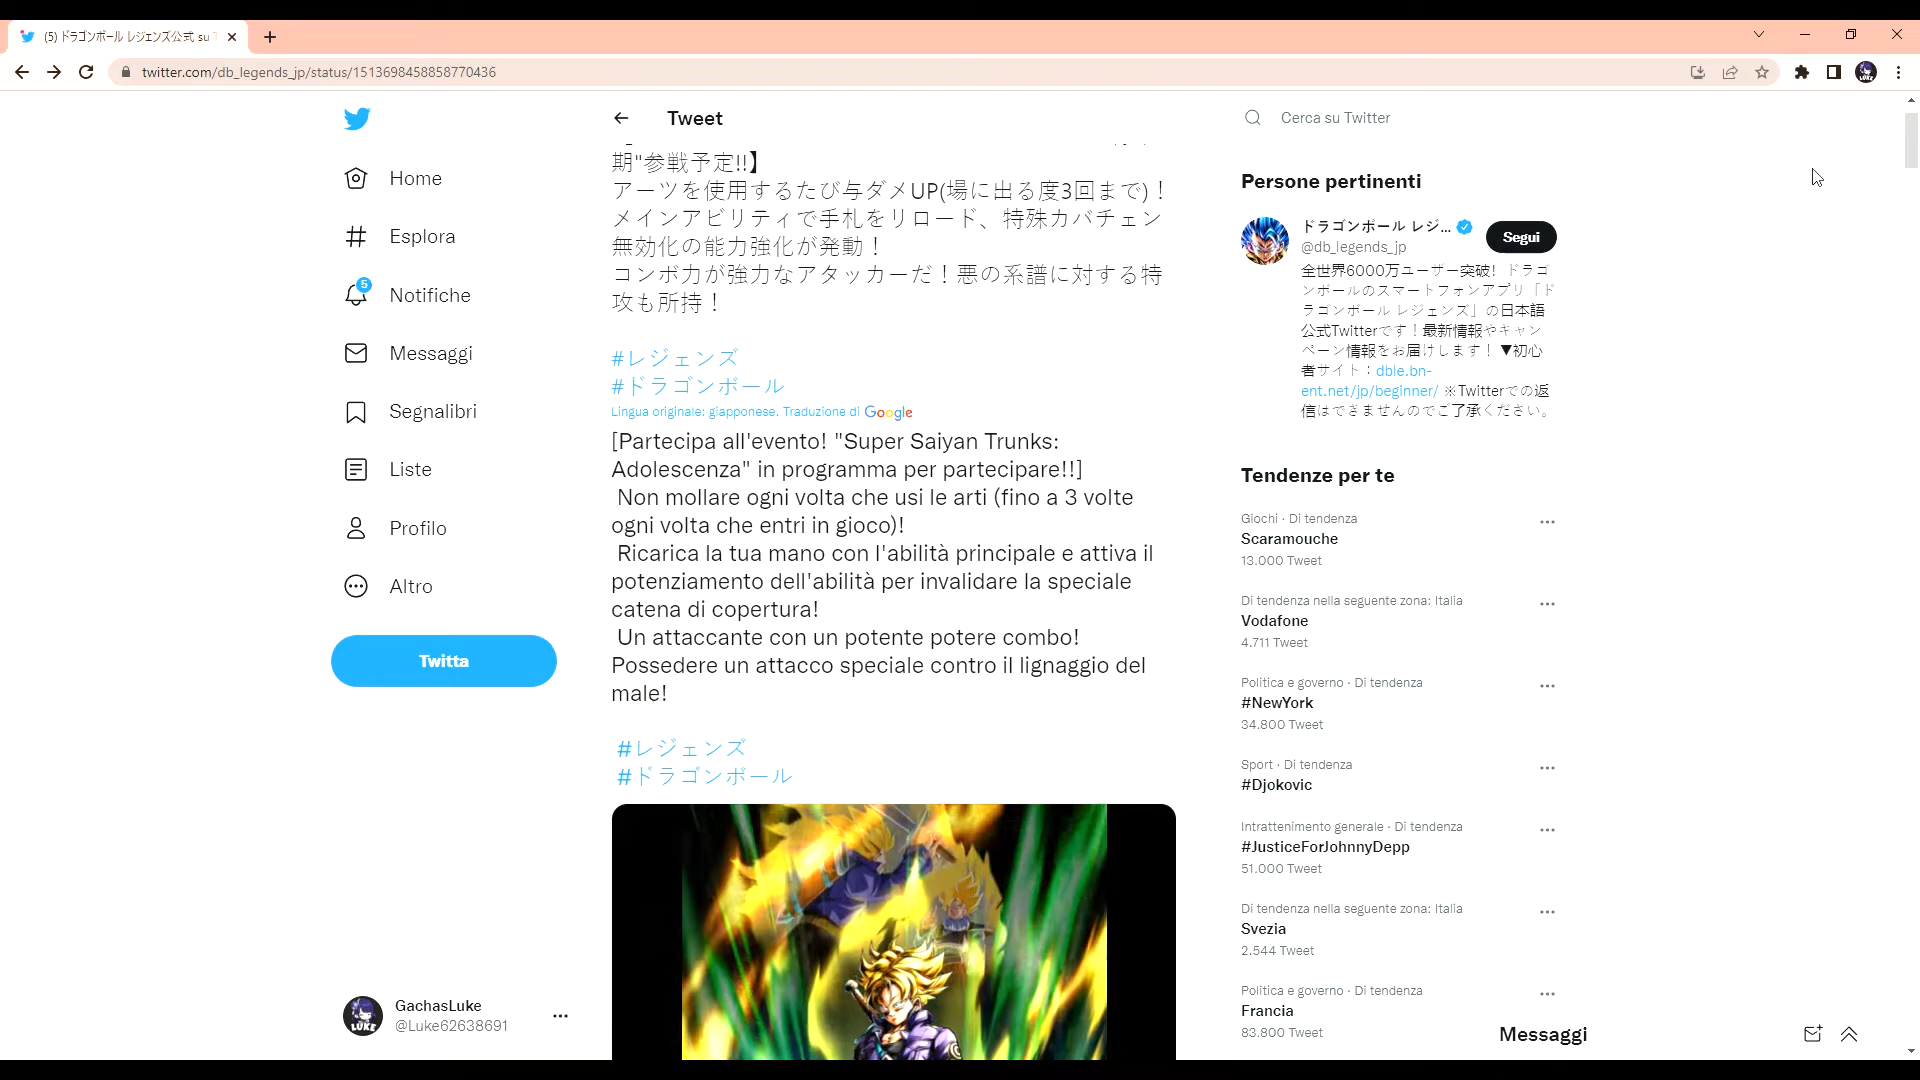 (5) ドラゴンボール レジェンズ公式 su
twitter.com/db_legends_jp/status/1513698458858770436
Home
Esplora
5
Notifiche
Messaggi
Segnalibri
Liste
Profilo
Altro
Twitta
LUKE
GachasLuke
@Luke62638691
Tweet
期"参戦予定!!】
アーツを使用するたび与ダメUP(場に出る度3回まで)！
メインアビリティで手札をリロード、特殊カバチェン
無効化の能力強化が発動！
コンボ力が強力なアタッカーだ！悪の系譜に対する特
攻も所持！
#レジェンズ
#ドラゴンボール
Lingua originale: giapponese. Traduzione di Google
[Partecipa all'evento! "Super Saiyan Trunks:
Adolescenza" in programma per partecipare!!]
Non mollare ogni volta che usi le arti (fino a 3 volte
ogni volta che entri in gioco)!
Ricarica la tua mano con l'abilità principale e attiva il
potenziamento dell'abilità per invalidare la speciale
catena di copertura!
Un attaccante con un potente potere combo!
Possedere un attacco speciale contro il lignaggio del
male!
#レジェンズ
#ドラゴンボール
Cerca su Twitter
Persone pertinenti
ドラゴンボール レジ...
@db_legends_jp
Segui
全世界6000万ユーザー突破！ドラゴ
ンボールのスマートフォンアプリ「ド
ラゴンボール レジェンズ」の日本語
公式Twitterです！最新情報やキャン
ペーン情報をお届けします！ ▼初心
者サイト：dble.bn-
ent.net/jp/beginner/ ※Twitterでの返
信はできませんのでご了承ください。
Tendenze per te
Giochi · Di tendenza
Scaramouche
13.000 Tweet
Di tendenza nella seguente zona: Italia
Vodafone
4.711 Tweet
Politica e governo · Di tendenza
#NewYork
34.800 Tweet
Sport · Di tendenza
#Djokovic
Intrattenimento generale · Di tendenza
#JusticeForJohnnyDepp
51.000 Tweet
Di tendenza nella seguente zona: Italia
Svezia
2.544 Tweet
Politica e governo · Di tendenza
Francia
83.800 Tweet
Messaggi